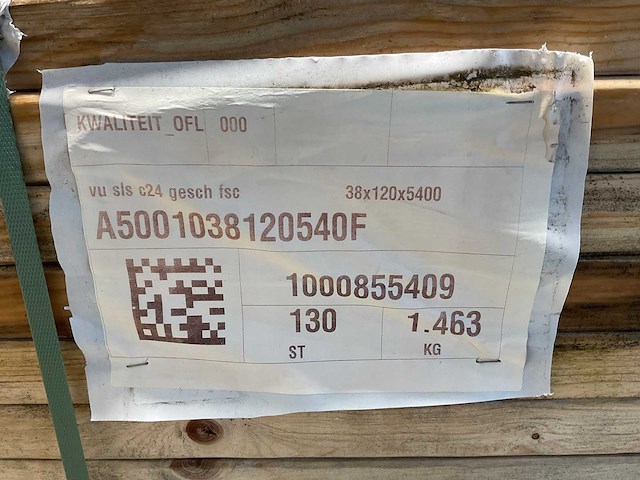 KWALITEIT_OFL 000
vu sls c24 gesch fsc 38x120x5400
A5001038120540F
1000855409
130 1.463
ST KG